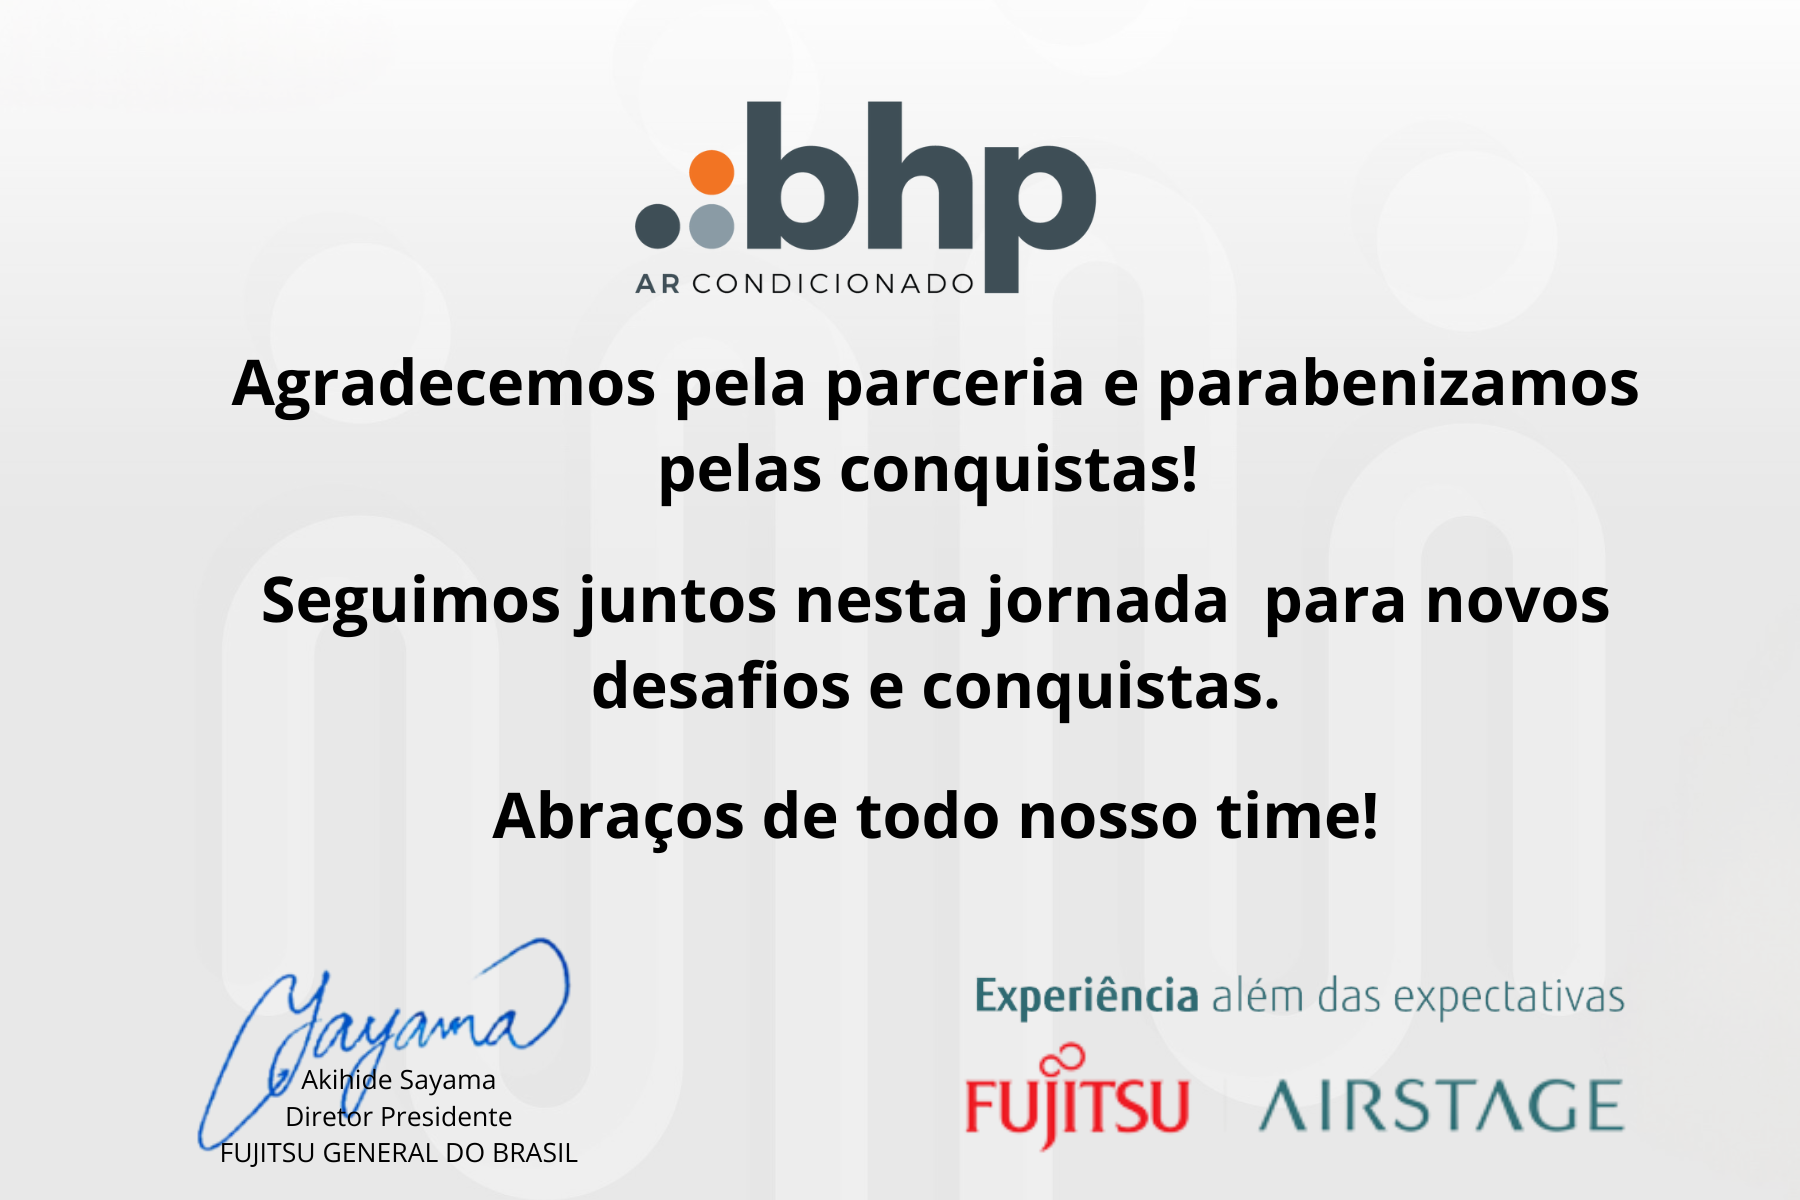 bhp
AR CONDICIONADO
Agradecemos pela parceria e parabenizamos
pelas conquistas!
Seguimos juntos nesta jornada  para novos
desafios e conquistas.
Abraços de todo nosso time!
Sayama
Akihide Sayama
Diretor Presidente
FUJITSU GENERAL DO BRASIL
Experiência além das expectativas
FUJITSU | AIRSTAGE